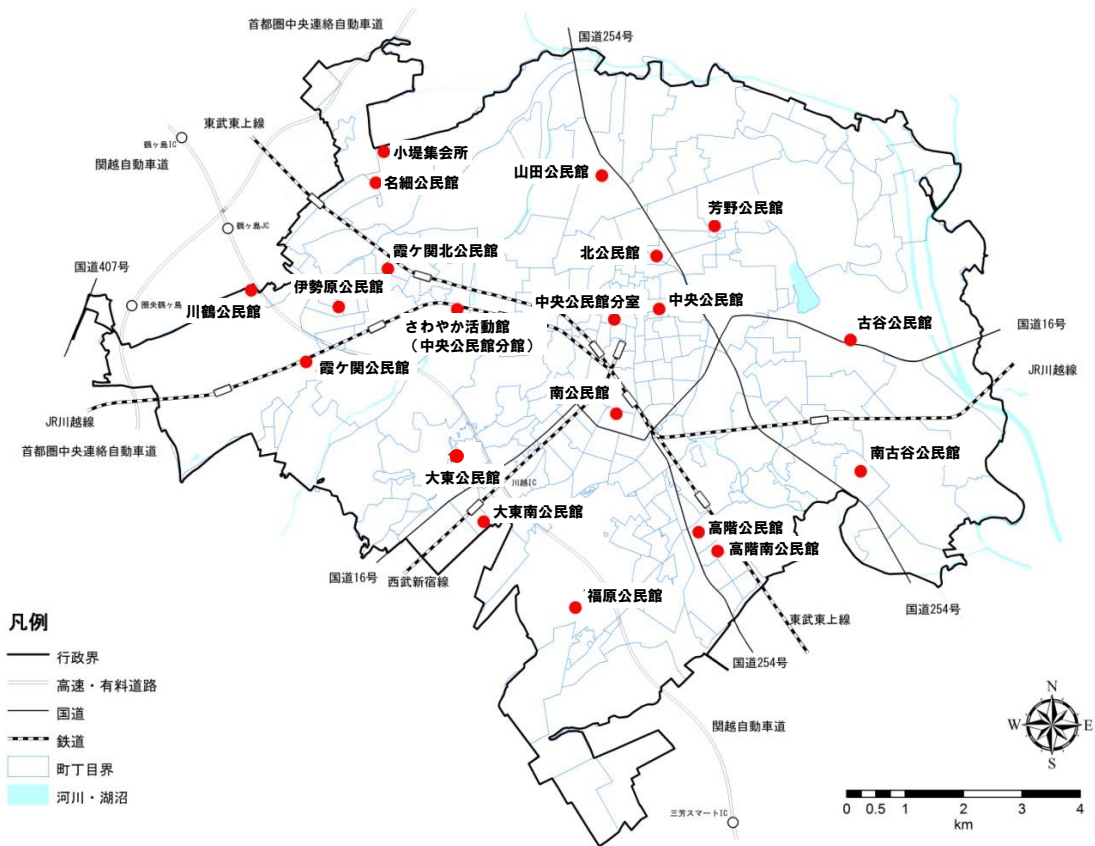 首都圏中央連絡自動車道
国道254号
東武東上線
鶴ヶ島IC
関越自動車道
小堤集会所
名細公民館
山田公民館
芳野公民館
鶴ヶ島JC
霞ケ関北公民館
北公民館
国道407号
伊勢原公民館
圏央鶴ヶ島
川鶴公民館
中央公民館分室
中央公民館
古谷公民館
国道16号
さわやか活動館
（中央公民館分館）
霞ケ関公民館
JR川越線
南公民館
JR川越線
首都圏中央連絡自動車道
大東公民館
川越IC
南古谷公民館
大東南公民館
高階公民館
高階南公民館
国道16号
西武新宿線
福原公民館
国道254号
東武東上線
国道254号
関越自動車道
三芳スマートIC
凡例
行政界
高速・有料道路
国道
鉄道
町丁目界
河川・湖沼
N
W
E
S
0 0.5 1 2 3 4
km